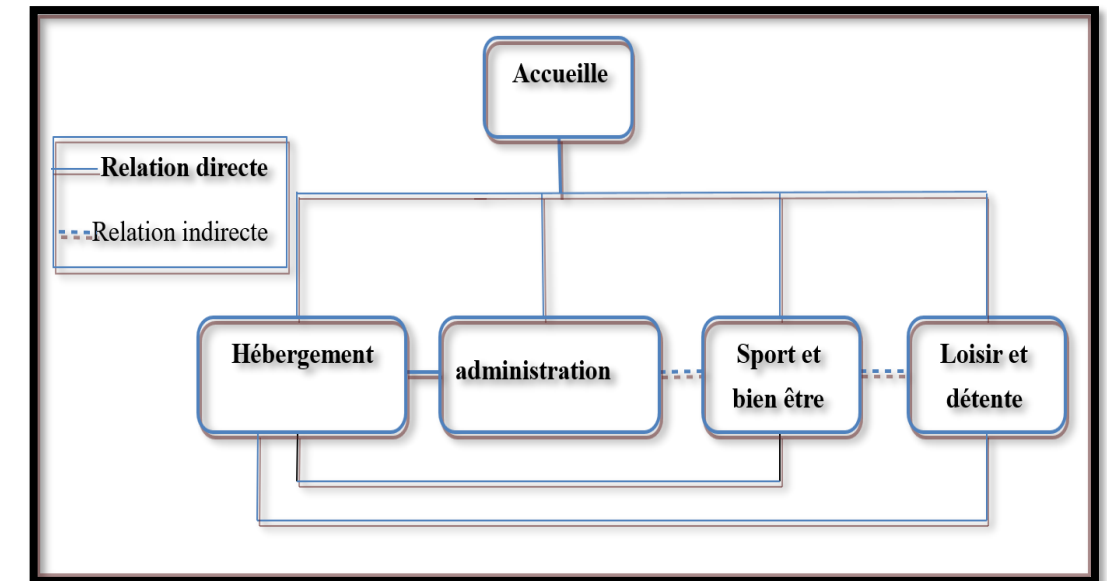 Accueille
Relation directe
Relation indirecte
Hébergement
administration
Sport et
bien être
Loisir et
détente